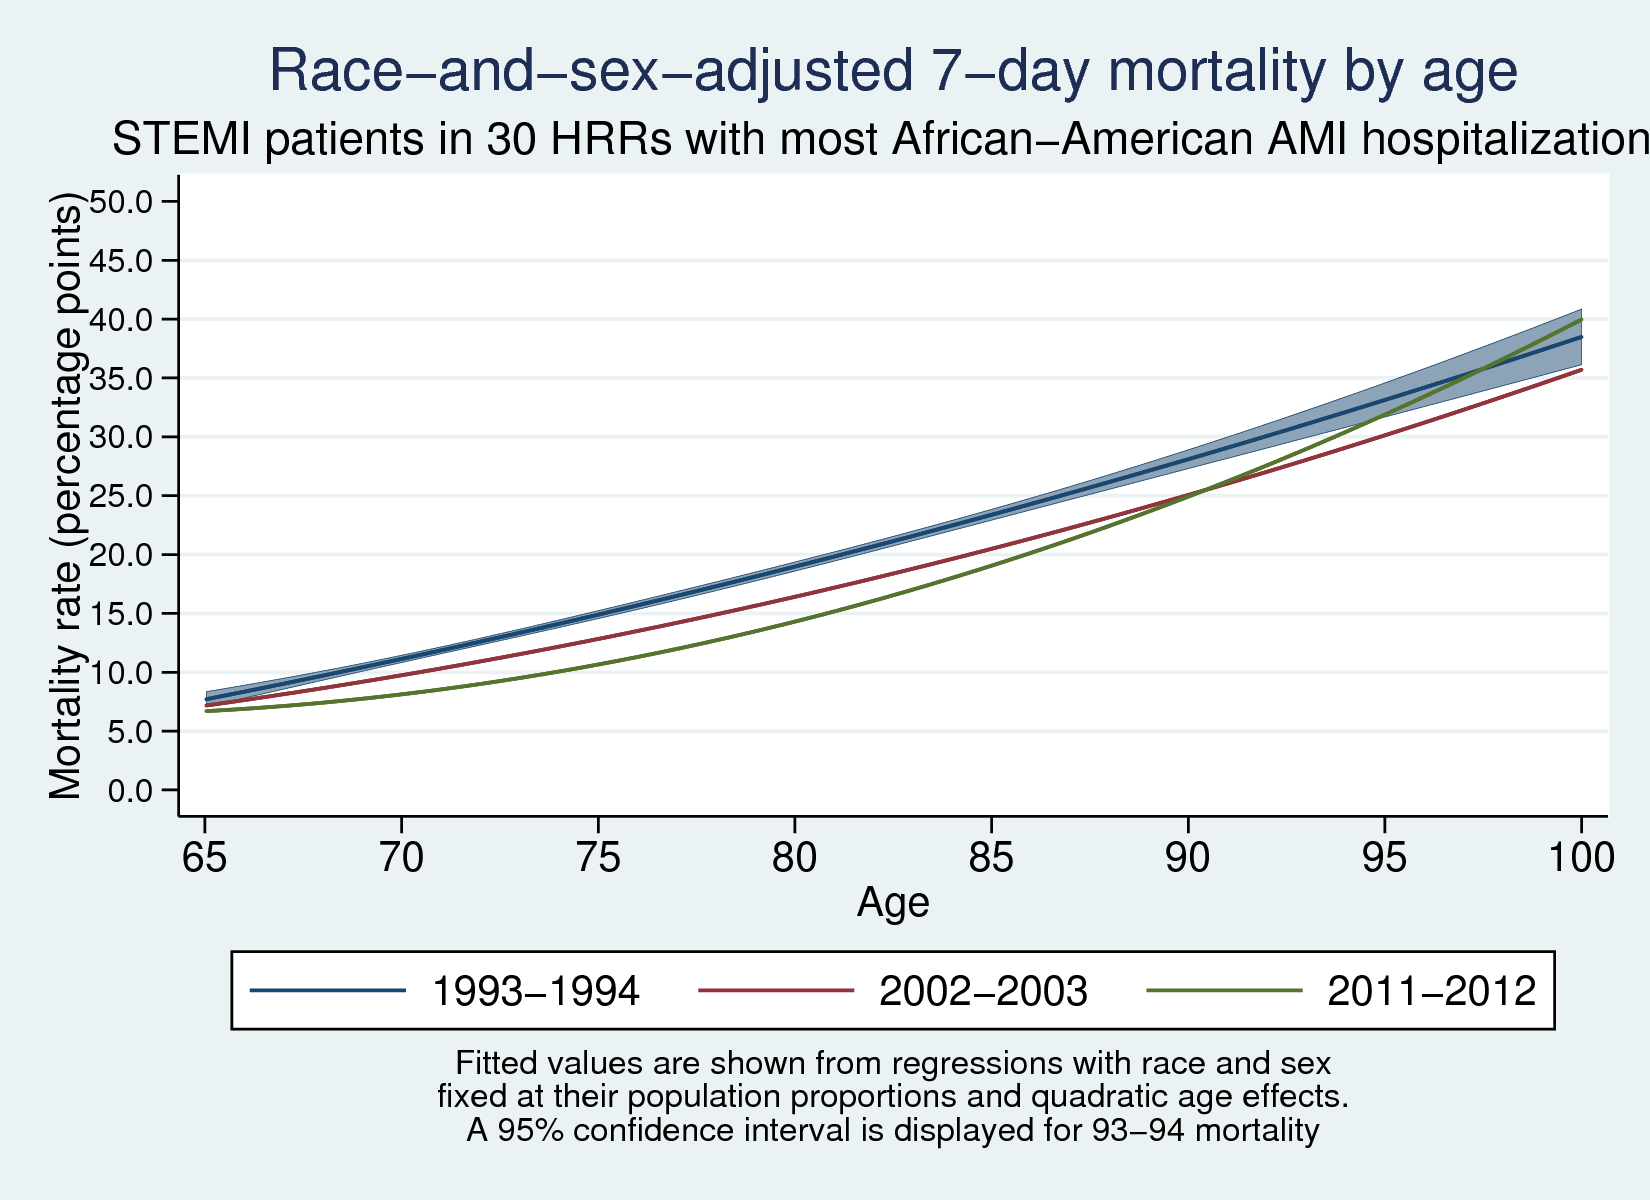 Race–and–sex–adjusted 7–day mortality by age
STEMI patients in 30 HRRs with most African–American AMI hospitalization
Mortality rate (percentage points)
50.0
45.0
40.0
35.0
30.0
25.0
20.0
15.0
10.0
5.0
0.0
65 70 75 80 85 90 95 100
Age
1993–1994 2002–2003 2011–2012
Fitted values are shown from regressions with race and sex
fixed at their population proportions and quadratic age effects.
A 95% confidence interval is displayed for 93–94 mortality